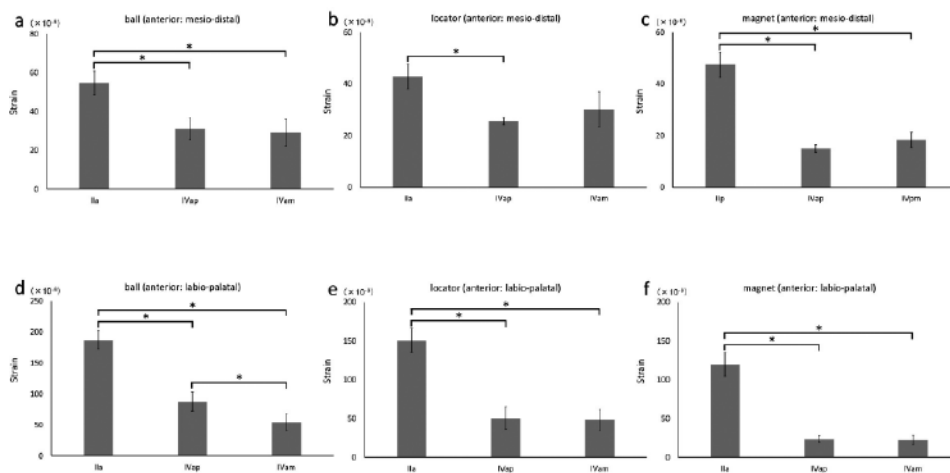 a (×10⁻⁶) ball (anterior: mesio-distal)
80
60
40
20
0
Strain
*
*
IIa IVap IVam
b (×10⁻⁶) locator (anterior: mesio-distal)
60
40
20
0
Strain
*
IIa IVap IVam
c (×10⁻⁶) magnet (anterior: mesio-distal)
60
40
20
0
Strain
*
*
IIp IVap IVpm
d (×10⁻⁶) ball (anterior: labio-palatal)
250
200
150
100
50
0
Strain
*
*
*
IIa IVap IVam
e (×10⁻⁶) locator (anterior: labio-palatal)
200
150
100
50
0
Strain
*
*
IIa IVap IVam
f (×10⁻⁶) magnet (anterior: labio-palatal)
200
150
100
50
0
Strain
*
*
IIa IVap IVam